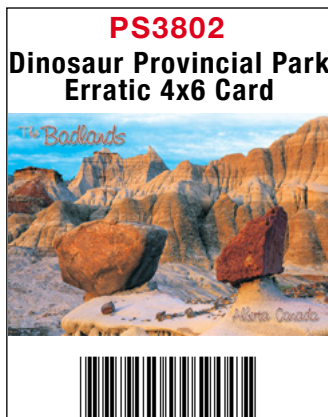 PS3802
Dinosaur Provincial Park
Erratic 4x6 Card
The Badlands
Alberta Canada